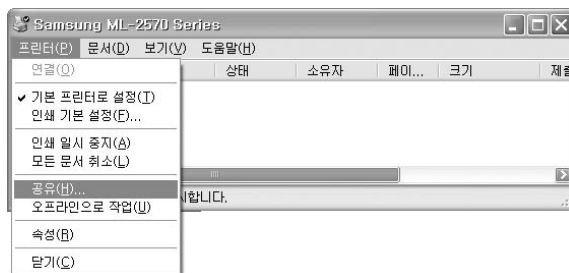 Samsung ML-2570 Series
프린터(P) 문서(D) 보기(V) 도움말(H)
연결(O) 상태 소유자 페이... 크기
기본 프린터로 설정(T)
인쇄 기본 설정(F)...
인쇄 일시 중지(A)
모든 문서 취소(L)
공유(H)...
오프라인으로 작업(U)
속성(R)
닫기(C)